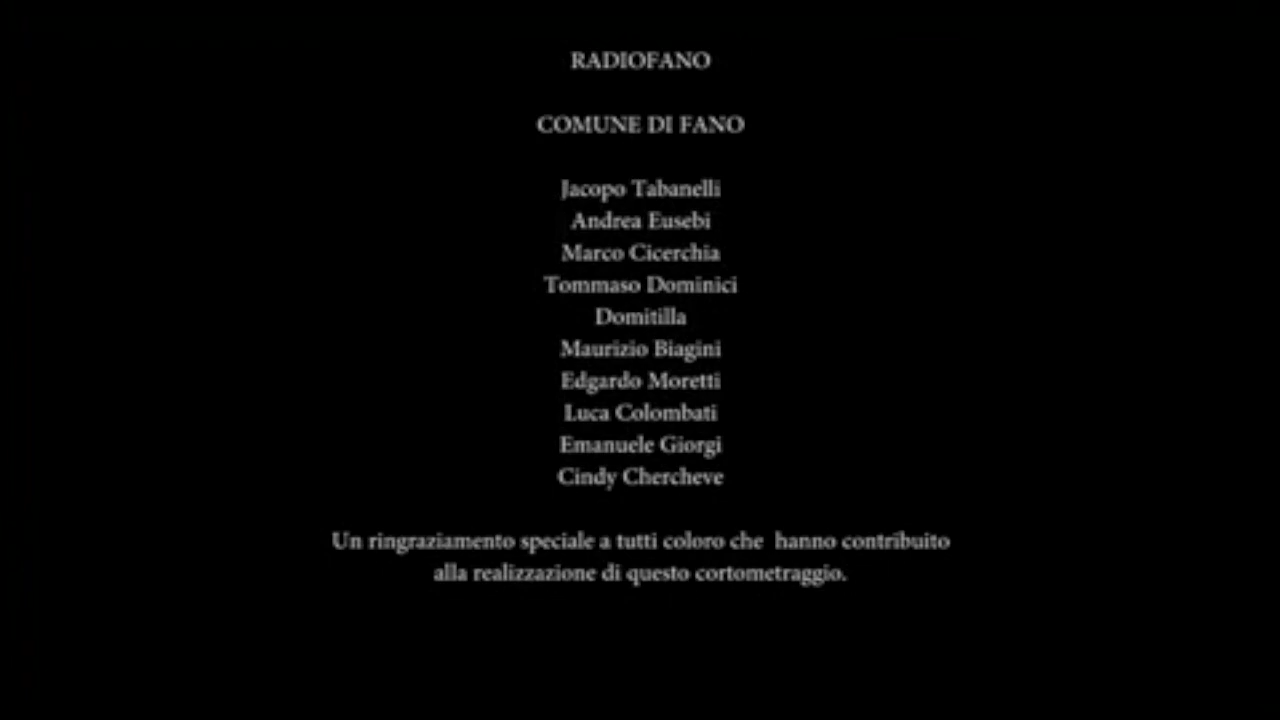 RADIOFANO
COMUNE DI FANO
Jacopo Tabanelli
Andrea Eusebi
Marco Cicerchia
Tommaso Dominici
Domitilla
Maurizio Biagini
Edgardo Moretti
Luca Colombati
Emanuele Giorgi
Cindy Chercheve
Un ringraziamento speciale a tutti coloro che  hanno contribuito
alla realizzazione di questo cortometraggio.